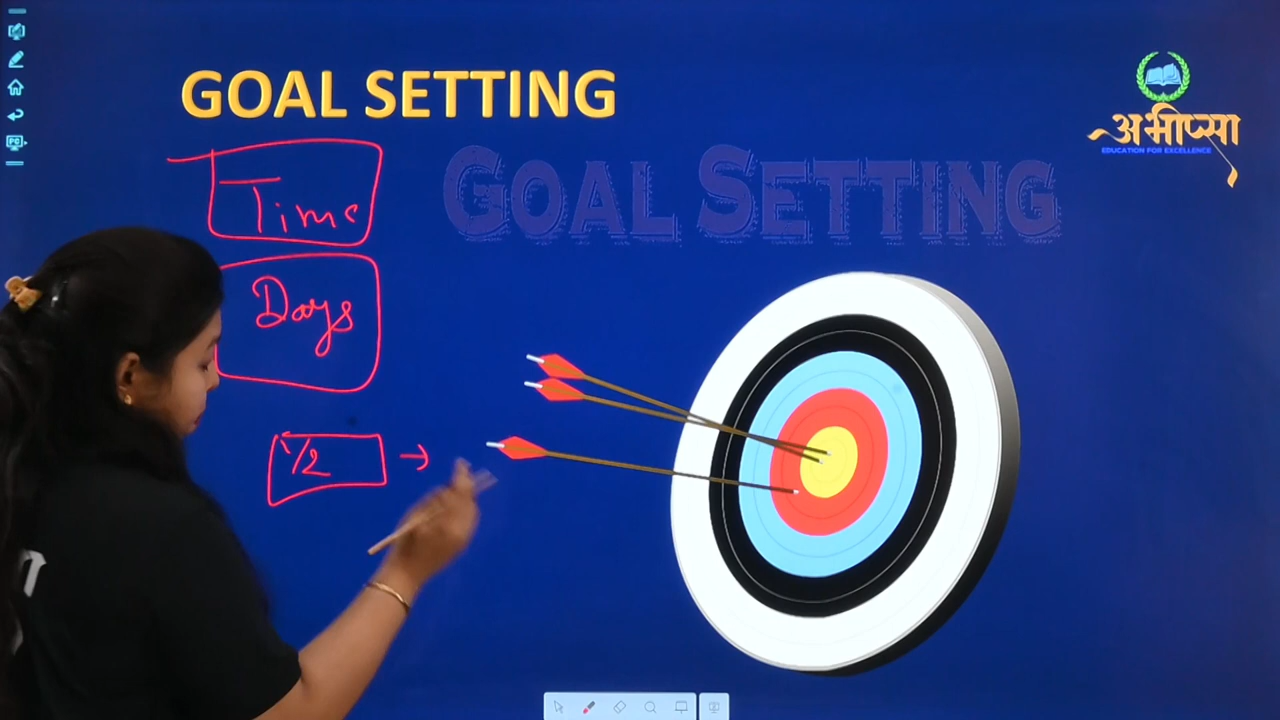 GOAL SETTING
अभीप्सा
EDUCATION FOR EXCELLENCE
GOAL SETTING
Time
Days
1/2 →